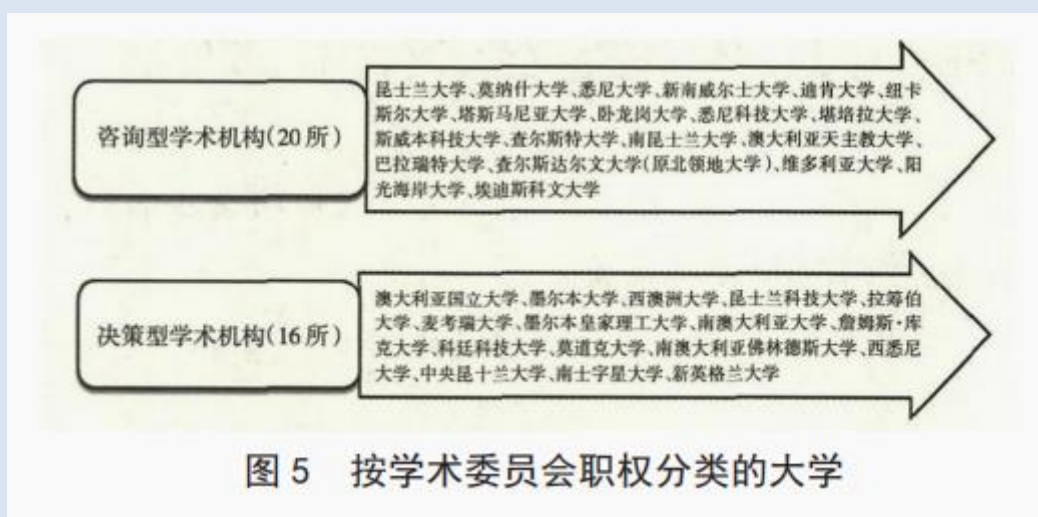 咨询型学术机构(20所)
昆士兰大学、莫纳什大学、悉尼大学、新南威尔士大学、迪肯大学、纽卡
斯尔大学、塔斯马尼亚大学、卧龙岗大学、悉尼科技大学、堪培拉大学、
斯威本科技大学、查尔斯特大学、南昆士兰大学、澳大利亚天主教大学、
巴拉瑞特大学、查尔斯达尔文大学(原北领地大学)、维多利亚大学、阳
光海岸大学、埃迪斯科文大学
决策型学术机构(16所)
澳大利亚国立大学、墨尔本大学、西澳洲大学、昆士兰科技大学、拉筹伯
大学、麦考瑞大学、墨尔本皇家理工大学、南澳大利亚大学、詹姆斯·库
克大学、科廷科技大学、莫道克大学、南澳大利亚佛林德斯大学、西悉尼
大学、中央昆十兰大学、南士字星大学、新英格兰大学
图 5 按学术委员会职权分类的大学